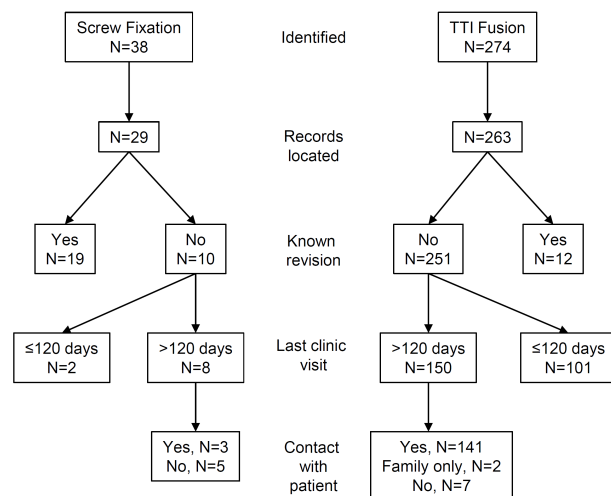 Screw Fixation
N=38
Identified
TTI Fusion
N=274
N=29
Records
located
N=263
Yes
N=19
No
N=10
Known
revision
No
N=251
Yes
N=12
≤120 days
N=2
>120 days
N=8
Last clinic
visit
>120 days
N=150
≤120 days
N=101
Yes, N=3
No, N=5
Contact
with
patient
Yes, N=141
Family only, N=2
No, N=7